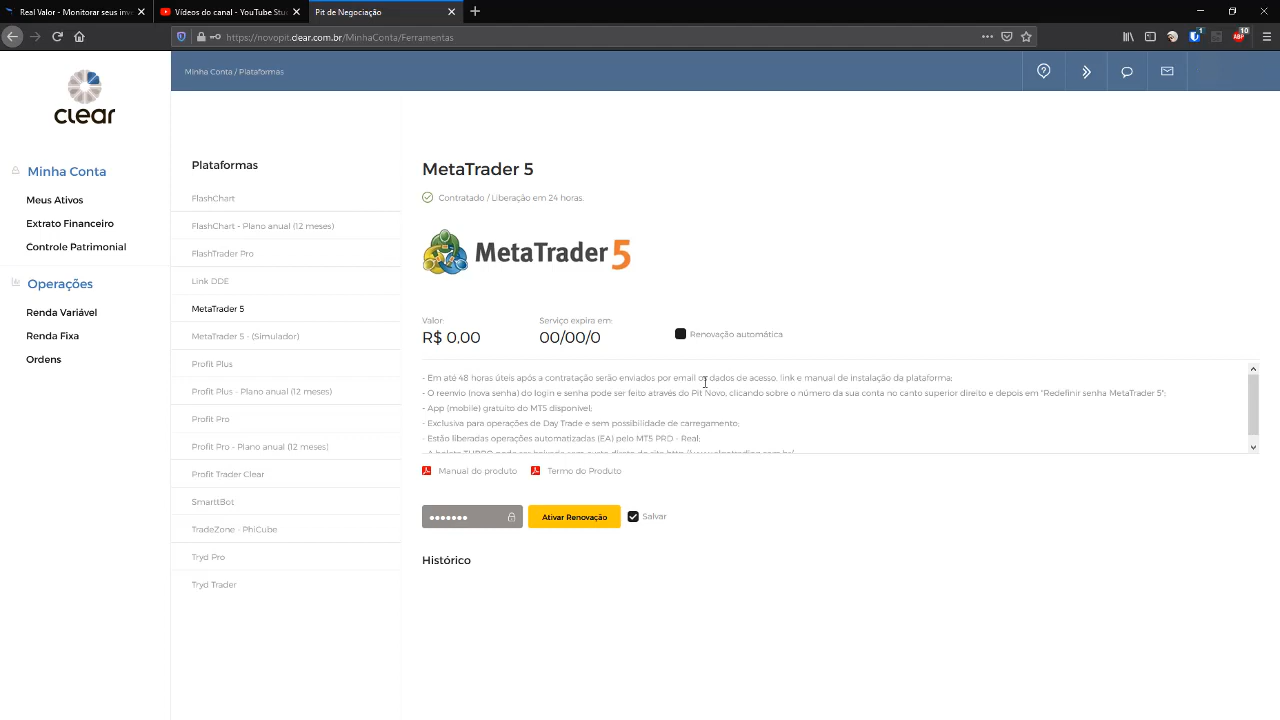 Real Valor - Monitorar seus inv
Vídeos do canal - YouTube Stu
Pit de Negociação
https://novopit.clear.com.br/MinhaConta/Ferramentas
1
ABP
10
clear
Minha Conta / Plataformas
Minha Conta
Meus Ativos
Extrato Financeiro
Controle Patrimonial
Operações
Renda Variável
Renda Fixa
Ordens
Plataformas
FlashChart
FlashChart - Plano anual (12 meses)
FlashTrader Pro
Link DDE
MetaTrader 5
MetaTrader 5 - (Simulador)
Profit Plus
Profit Plus - Plano anual (12 meses)
Profit Pro
Profit Pro - Plano anual (12 meses)
Profit Trader Clear
SmarttBot
TradeZone - PhiCube
Tryd Pro
Tryd Trader
MetaTrader 5
Contratado / Liberação em 24 horas.
MetaTrader 5
Valor:
R$ 0,00
Serviço expira em:
00/00/0
Renovação automática
- Em até 48 horas úteis após a contratação serão enviados por email os dados de acesso, link e manual de instalação da plataforma;
- O reenvio (nova senha) do login e senha pode ser feito através do Pit Novo, clicando sobre o número da sua conta no canto superior direito e depois em "Redefinir senha MetaTrader 5";
- App (mobile) gratuito do MT5 disponível;
- Exclusiva para operações de Day Trade e sem possibilidade de carregamento;
- Estão liberadas operações automatizadas (EA) pelo MT5 PRD - Real;
Manual do produto
Termo do Produto
Ativar Renovação
Salvar
Histórico